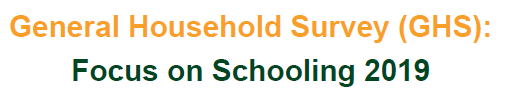 General Household Survey (GHS):
Focus on Schooling 2019